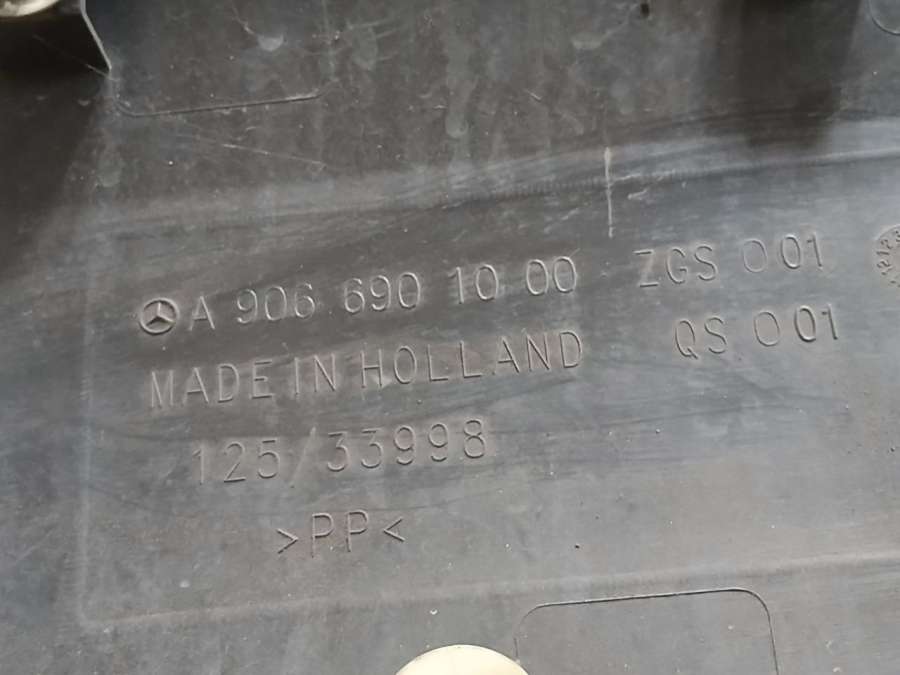 A 906 690 10 00 ZGS 001
MADE IN HOLLAND QS 001
125/33998
>PP<